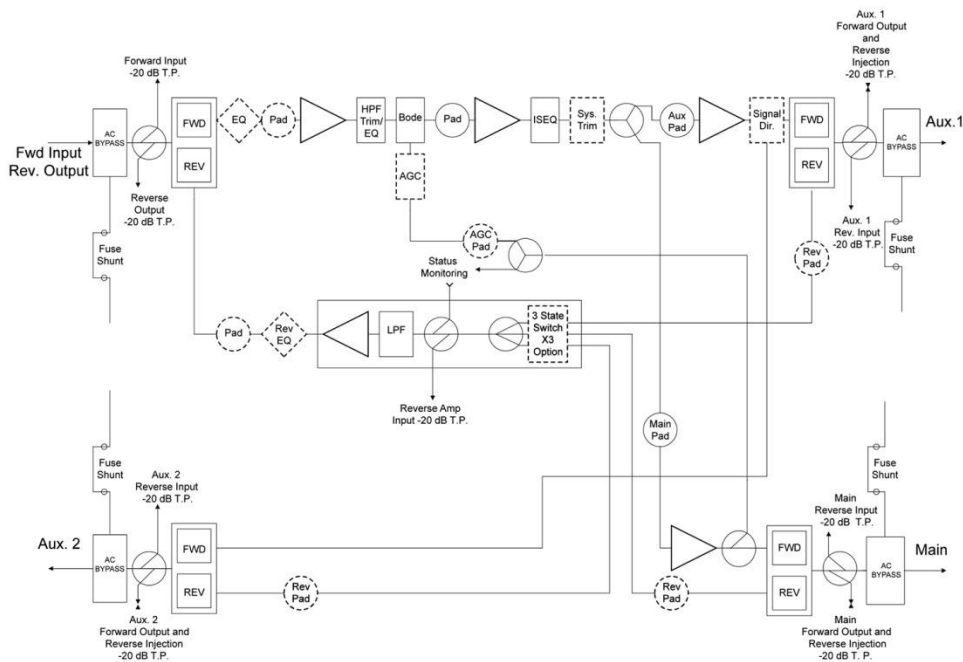 Forward Input
-20 dB T.P.
Aux. 1
Forward Output
and
Reverse
Injection
-20 dB T.P.
AC
BYPASS
FWD
REV
EQ
Pad
HPF
Trim/
EQ
Bode
Pad
ISEQ
Sys.
Trim
Aux
Pad
Signal
Dir.
FWD
REV
AC
BYPASS
Aux.1
Fwd Input
Rev. Output
AGC
Reverse
Output
-20 dB T.P.
Aux. 1
Rev. Input
-20 dB T.P.
Fuse
Shunt
AGC
Pad
Rev
Pad
Fuse
Shunt
Status
Monitoring
Pad
Rev
EQ
LPF
3 State
Switch
X3
Option
Reverse Amp
Input -20 dB T.P.
Main
Pad
Fuse
Shunt
Aux. 2
Reverse Input
-20 dB T.P.
Fuse
Shunt
Main
Reverse Input
-20 dB T.P.
Aux. 2
AC
BYPASS
FWD
REV
Rev
Pad
Rev
Pad
FWD
REV
AC
BYPASS
Main
Aux. 2
Forward Output and
Reverse Injection
-20 dB T.P.
Main
Forward Output and
Reverse Injection
-20 dB T. P.